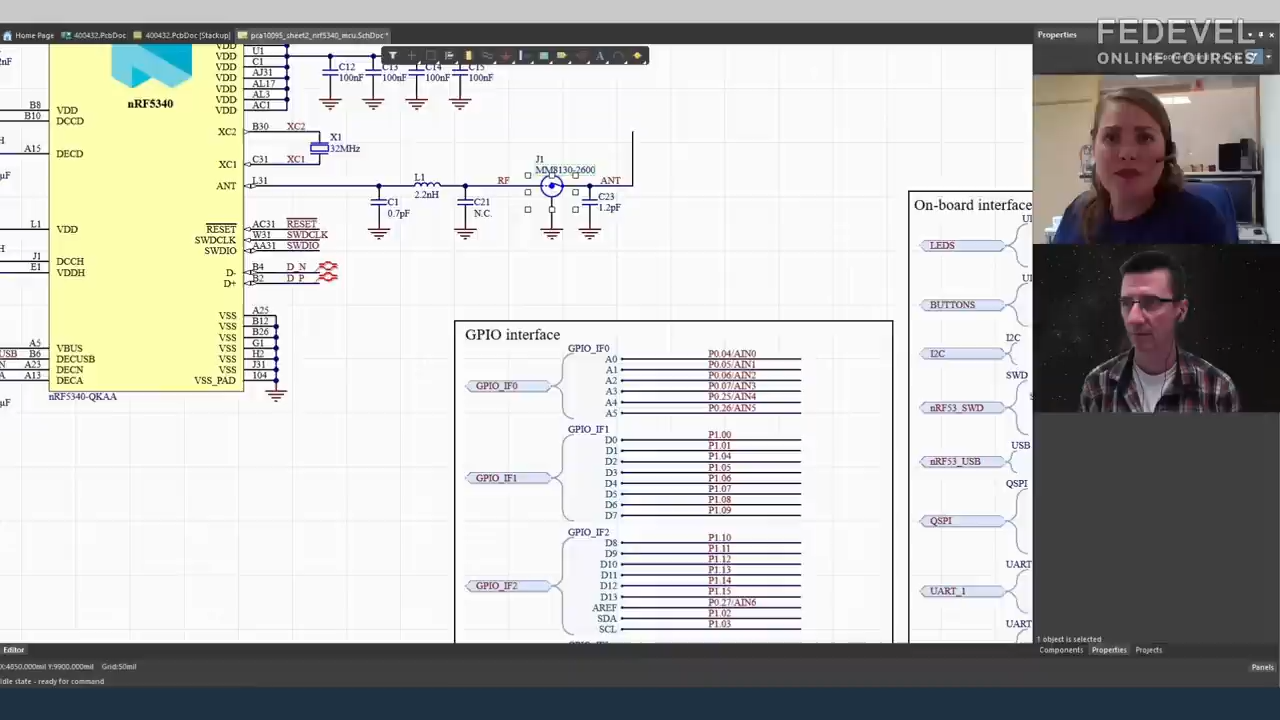 Home Page
400432.PcbDoc
400432.PcbDoc [Stackup]
pca10095_sheet2_nrf5340_mcu.SchDoc *
Properties
FEDEVEL
ONLINE COURSES
nRF5340
VDD U1
VDD
VDD C1
VDD AJ31
VDD AL17
VDD AL3
VDD AC1
C12
100nF
C13
100nF
C14
100nF
C15
100nF
B8 VDD
B10 DCCD
A15 DECD
L1 VDD
J1 DCCH
E1 VDDH
A5 VBUS
USB B6 DECUSB
N A23 DECN
A A13 DECA
XC2 B30 XC2
X1
32MHz
XC1 C31 XC1
ANT L31
L1
2.2nH
C1
0.7pF
C21
N.C.
RF
J1
MM8130-2600
ANT
C23
1.2pF
RESET AC31 RESET
SWDCLK W31 SWDCLK
SWDIO AA31 SWDIO
D- B4 D_N
D+ B2 D_P
VSS A25
VSS B12
VSS B26
VSS G1
VSS H2
VSS J31
VSS_PAD 104
nRF5340-QKAA
GPIO interface
GPIO_IF0
GPIO_IF0
A0 P0.04/AIN0
A1 P0.05/AIN1
A2 P0.06/AIN2
A3 P0.07/AIN3
A4 P0.25/AIN4
A5 P0.26/AIN5
GPIO_IF1
GPIO_IF1
D0 P1.00
D1 P1.01
D2 P1.04
D3 P1.05
D4 P1.06
D5 P1.07
D6 P1.08
D7 P1.09
GPIO_IF2
GPIO_IF2
D8 P1.10
D9 P1.11
D10 P1.12
D11 P1.13
D12 P1.14
D13 P1.15
AREF P0.27/AIN6
SDA P1.02
SCL P1.03
On-board interface
LEDS
BUTTONS
I2C
I2C
SWD
nRF53_SWD
USB
nRF53_USB
QSPI
QSPI
UART
UART_1
UART
1 object is selected
Components Properties Projects
Editor
X:4850.000mil Y:9900.000mil Grid:50mil
Idle state - ready for command
Panels